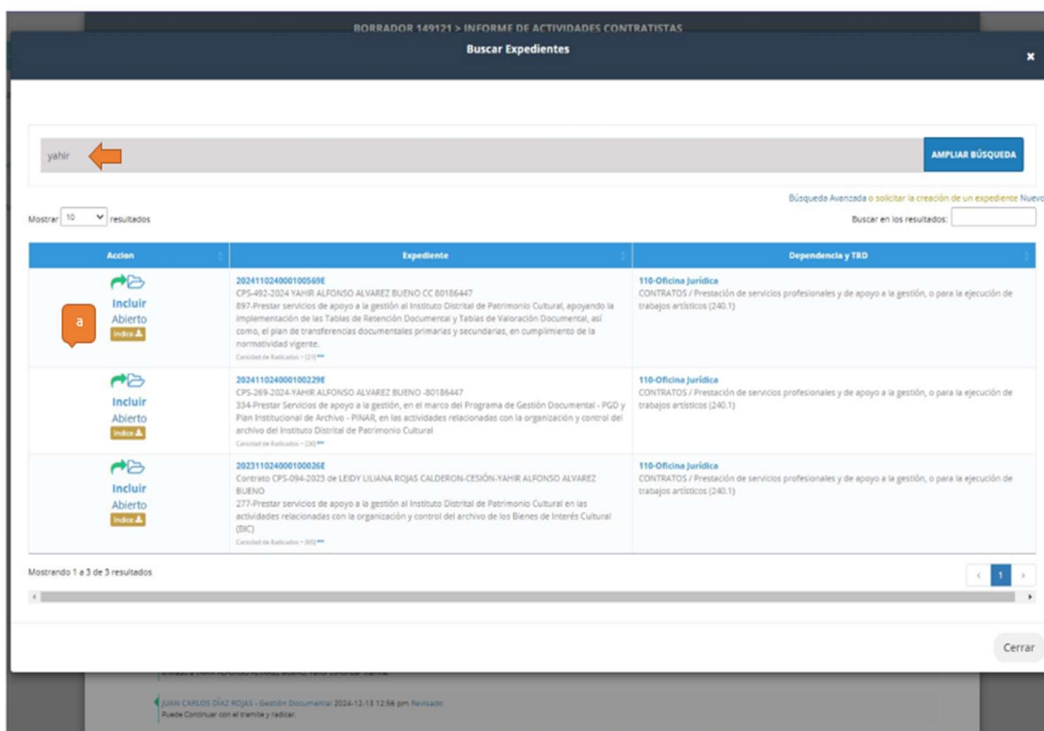 BORRADOR 149121 > INFORME DE ACTIVIDADES CONTRATISTAS
Buscar Expedientes
yahir
AMPLIAR BÚSQUEDA
Búsqueda Avanzada o solicitar la creación de un expediente Nuevo
Mostrar 10 resultados
Buscar en los resultados:
Accion Expediente Dependencia y TRD
a
Incluir
Abierto
Indice
202411024000100569E
CPS-492-2024 YAHIR ALFONSO ALVAREZ BUENO CC 80186447
897-Prestar servicios de apoyo a la gestión al Instituto Distrital de Patrimonio Cultural, apoyando la
implementación de las Tablas de Retención Documental y Tablas de Valoración Documental, así
como, el plan de transferencias documentales primarias y secundarias, en cumplimiento de la
normatividad vigente.
Cantidad de Radicados
110-Oficina Jurídica
CONTRATOS / Prestación de servicios profesionales y de apoyo a la gestión, o para la ejecución de
trabajos artísticos (240.1)
Incluir
Abierto
Indice
202411024000100229E
CPS-269-2024-YAHIR ALFONSO ALVAREZ BUENO -80186447
334-Prestar Servicios de apoyo a la gestión, en el marco del Programa de Gestión Documental - PGD y
Plan Institucional de Archivo - PINAR, en las actividades relacionadas con la organización y control del
archivo del Instituto Distrital de Patrimonio Cultural
Cantidad de Radicados
110-Oficina Jurídica
CONTRATOS / Prestación de servicios profesionales y de apoyo a la gestión, o para la ejecución de
trabajos artísticos (240.1)
Incluir
Abierto
Indice
202311024000100026E
Contrato CPS-094-2023 de LEIDY LILIANA ROJAS CALDERON-CESIÓN-YAHIR ALFONSO ALVAREZ
BUENO
277-Prestar servicios de apoyo a la gestión al Instituto Distrital de Patrimonio Cultural en las
actividades relacionadas con la organización y control del archivo de los Bienes de Interés Cultural
(BIC)
Cantidad de Radicados
110-Oficina Jurídica
CONTRATOS / Prestación de servicios profesionales y de apoyo a la gestión, o para la ejecución de
trabajos artísticos (240.1)
Mostrando 1 a 3 de 3 resultados
1
Cerrar
JUAN CARLOS DÍAZ ROJAS - Gestión Documental 2024-12-13 12:56 pm Revisado
Puede Continuar con el tramite y radicar.